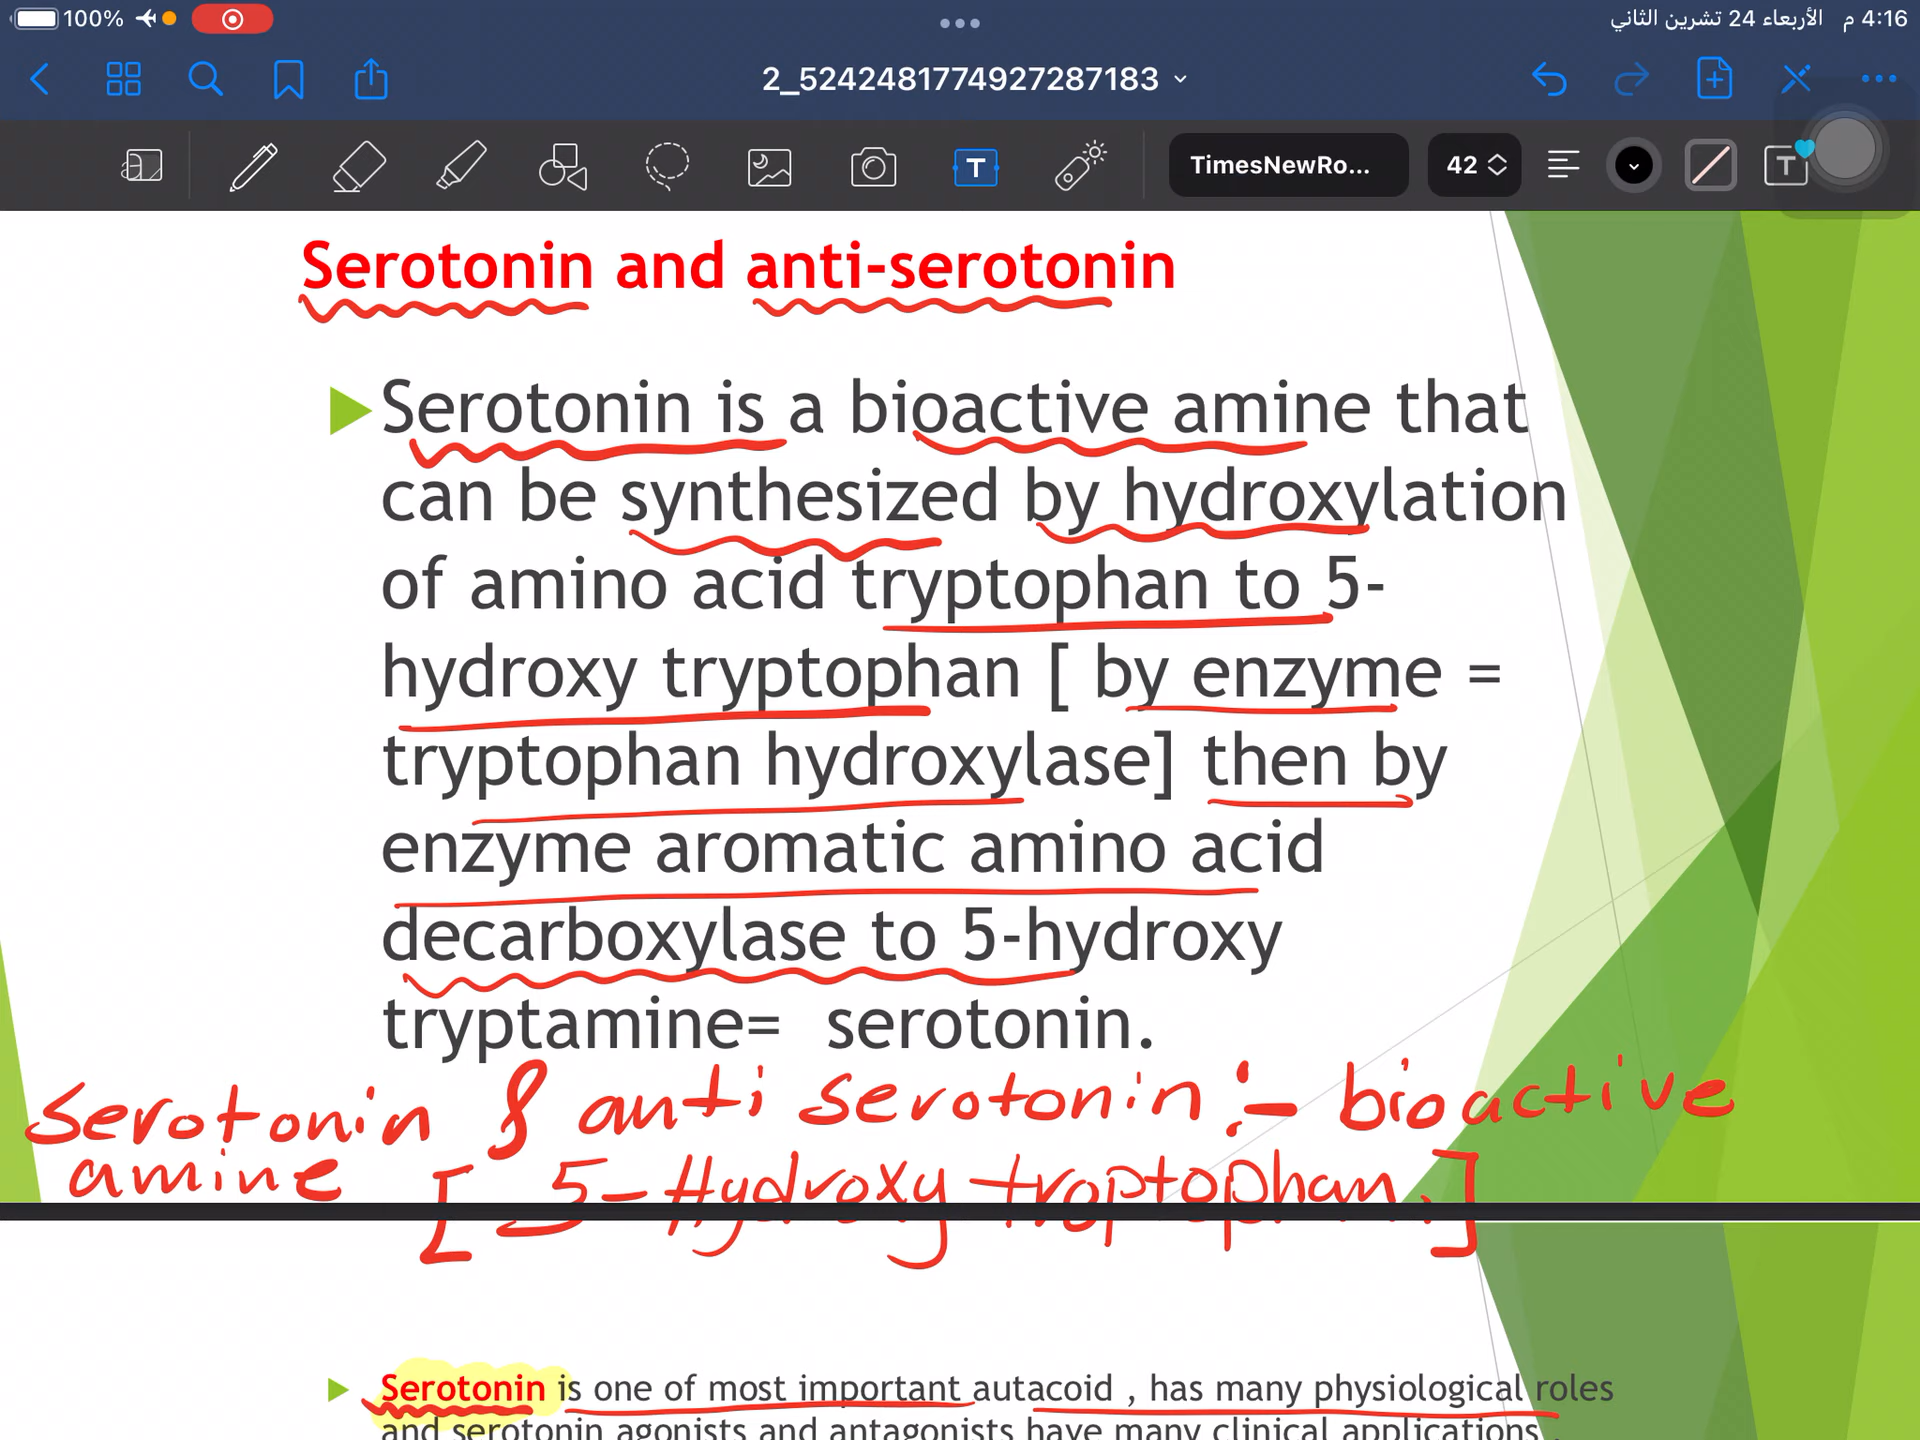 100%
4:16 م الأربعاء 24 تشرين الثاني
2_5242481774927287183
TimesNewRo...
42
T
T
Serotonin and anti-serotonin
Serotonin is a bioactive amine that
can be synthesized by hydroxylation
of amino acid tryptophan to 5-
hydroxy tryptophan [ by enzyme =
tryptophan hydroxylase] then by
enzyme aromatic amino acid
decarboxylase to 5-hydroxy
tryptamine= serotonin.
Serotonin & anti serotonin :- bioactive
amine [ 5-Hydroxy troptophan.]
Serotonin is one of most important autacoid , has many physiological roles
and serotonin agonists and antagonists have many clinical applications .